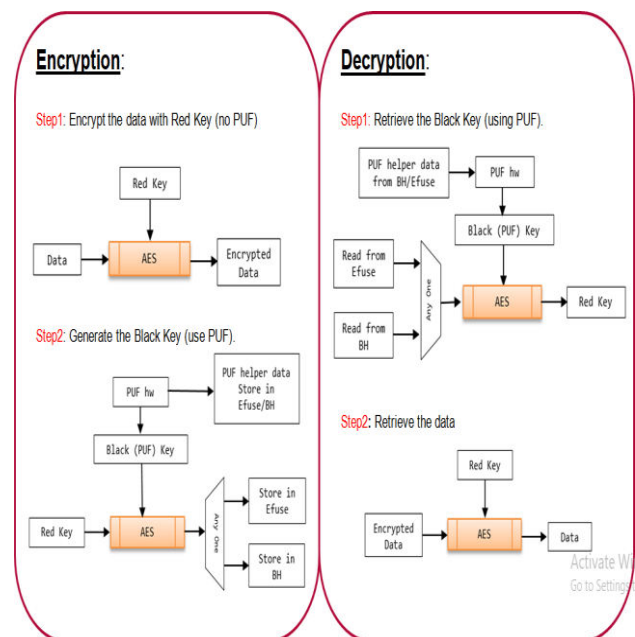 Encryption:
Step1: Encrypt the data with Red Key (no PUF)
Red Key
Data
AES
Encrypted
Data
Step2: Generate the Black Key (use PUF).
PUF hw
PUF helper data
Store in
Efuse/BH
Black (PUF) Key
Red Key
AES
Any One
Store in
Efuse
Store in
BH
Decryption:
Step1: Retrieve the Black Key (using PUF).
PUF helper data
from BH/Efuse
PUF hw
Black (PUF) Key
Read from
Efuse
Any One
AES
Red Key
Read from
BH
Step2: Retrieve the data
Red Key
Encrypted
Data
AES
Data
Activate Wi
Go to Settings